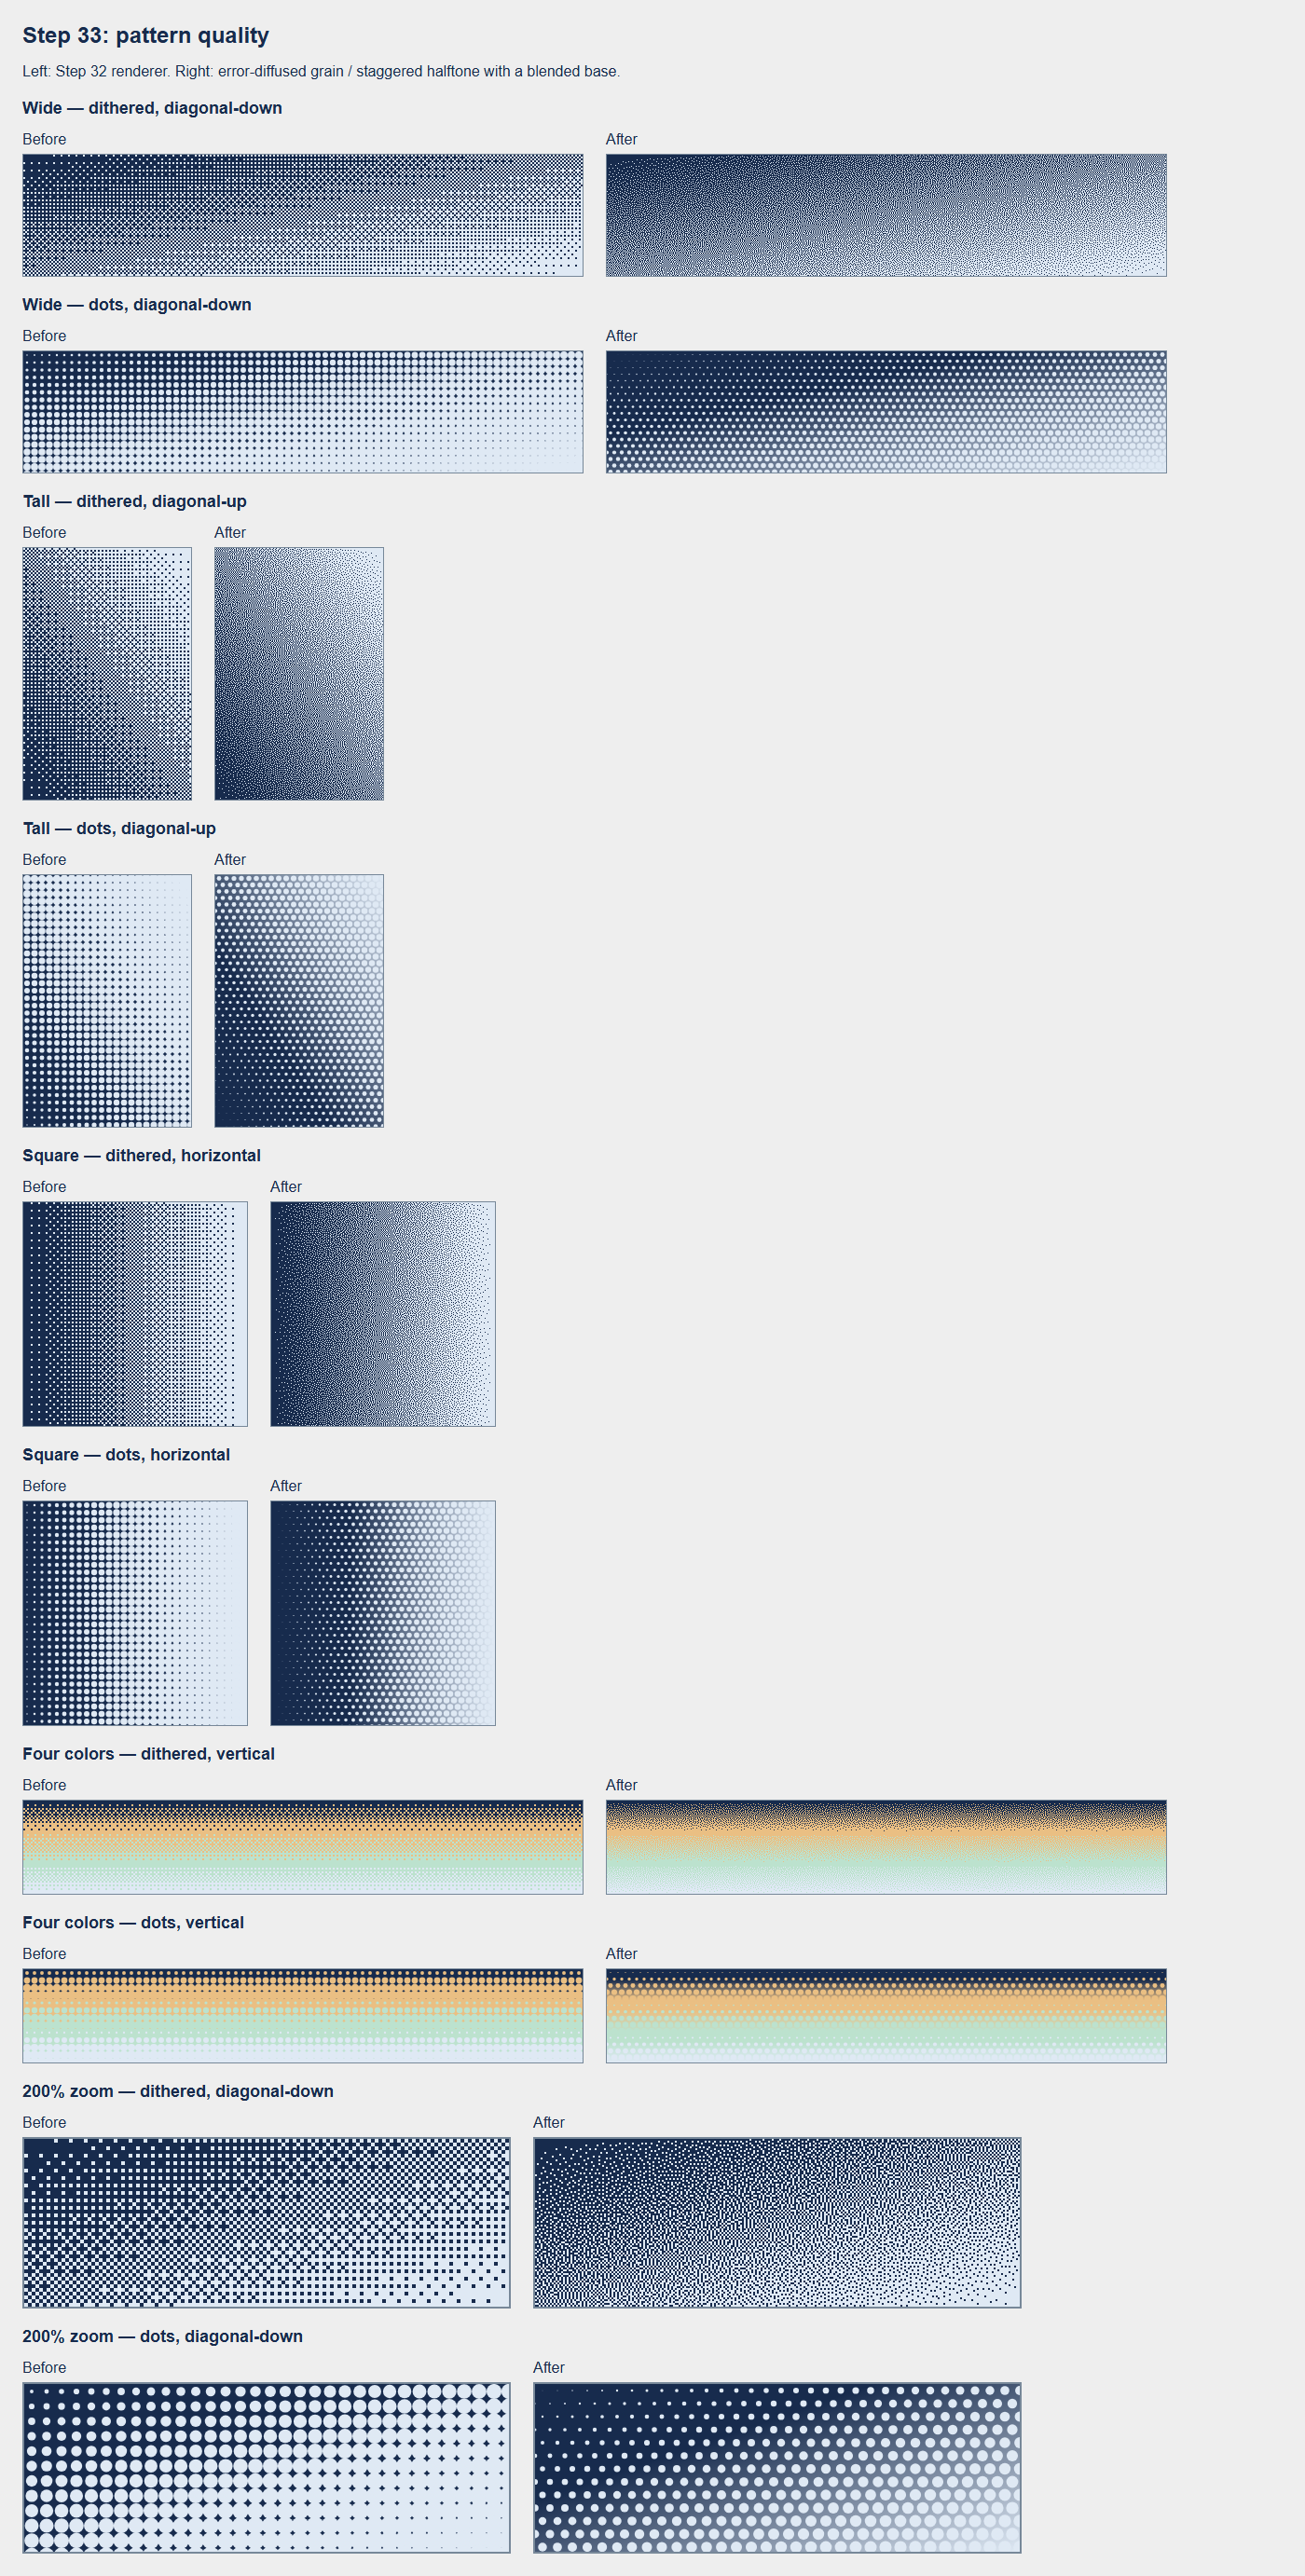 Step 33: pattern quality
Left: Step 32 renderer. Right: error-diffused grain / staggered halftone with a blended base.
Wide — dithered, diagonal-down
Before After
Wide — dots, diagonal-down
Before After
Tall — dithered, diagonal-up
Before After
Tall — dots, diagonal-up
Before After
Square — dithered, horizontal
Before After
Square — dots, horizontal
Before After
Four colors — dithered, vertical
Before After
Four colors — dots, vertical
Before After
200% zoom — dithered, diagonal-down
Before After
200% zoom — dots, diagonal-down
Before After